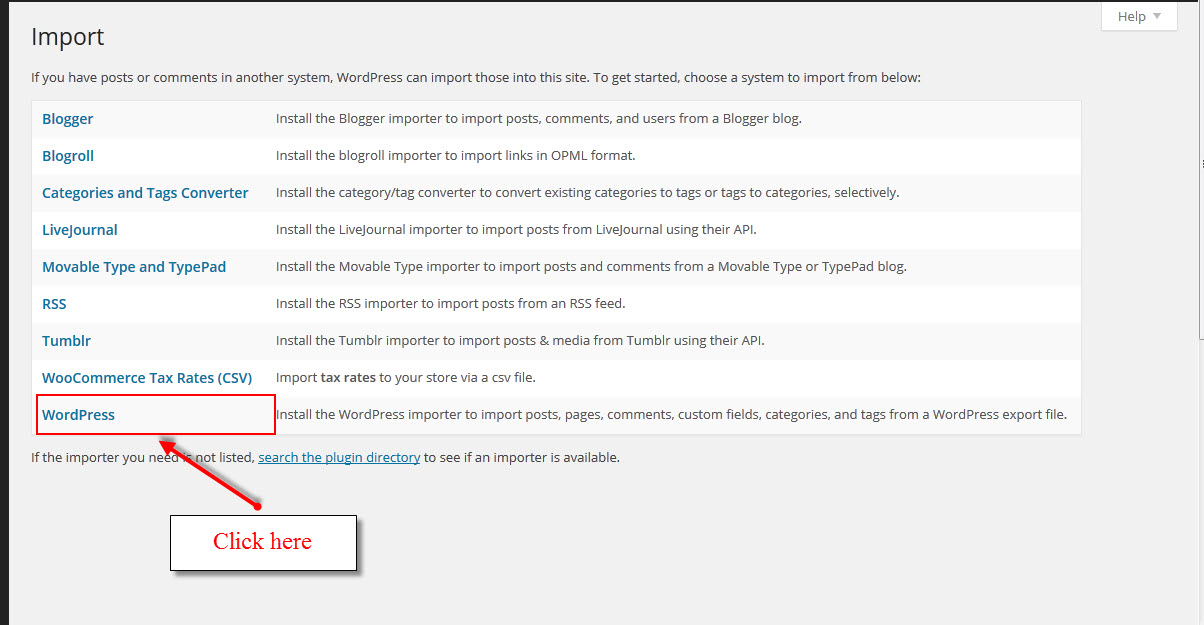 Help
Import
If you have posts or comments in another system, WordPress can import those into this site. To get started, choose a system to import from below:
Blogger Install the Blogger importer to import posts, comments, and users from a Blogger blog.
Blogroll Install the blogroll importer to import links in OPML format.
Categories and Tags Converter Install the category/tag converter to convert existing categories to tags or tags to categories, selectively.
LiveJournal Install the LiveJournal importer to import posts from LiveJournal using their API.
Movable Type and TypePad Install the Movable Type importer to import posts and comments from a Movable Type or TypePad blog.
RSS Install the RSS importer to import posts from an RSS feed.
Tumblr Install the Tumblr importer to import posts & media from Tumblr using their API.
WooCommerce Tax Rates (CSV) Import tax rates to your store via a csv file.
WordPress Install the WordPress importer to import posts, pages, comments, custom fields, categories, and tags from a WordPress export file.
If the importer you need is not listed, search the plugin directory to see if an importer is available.
Click here